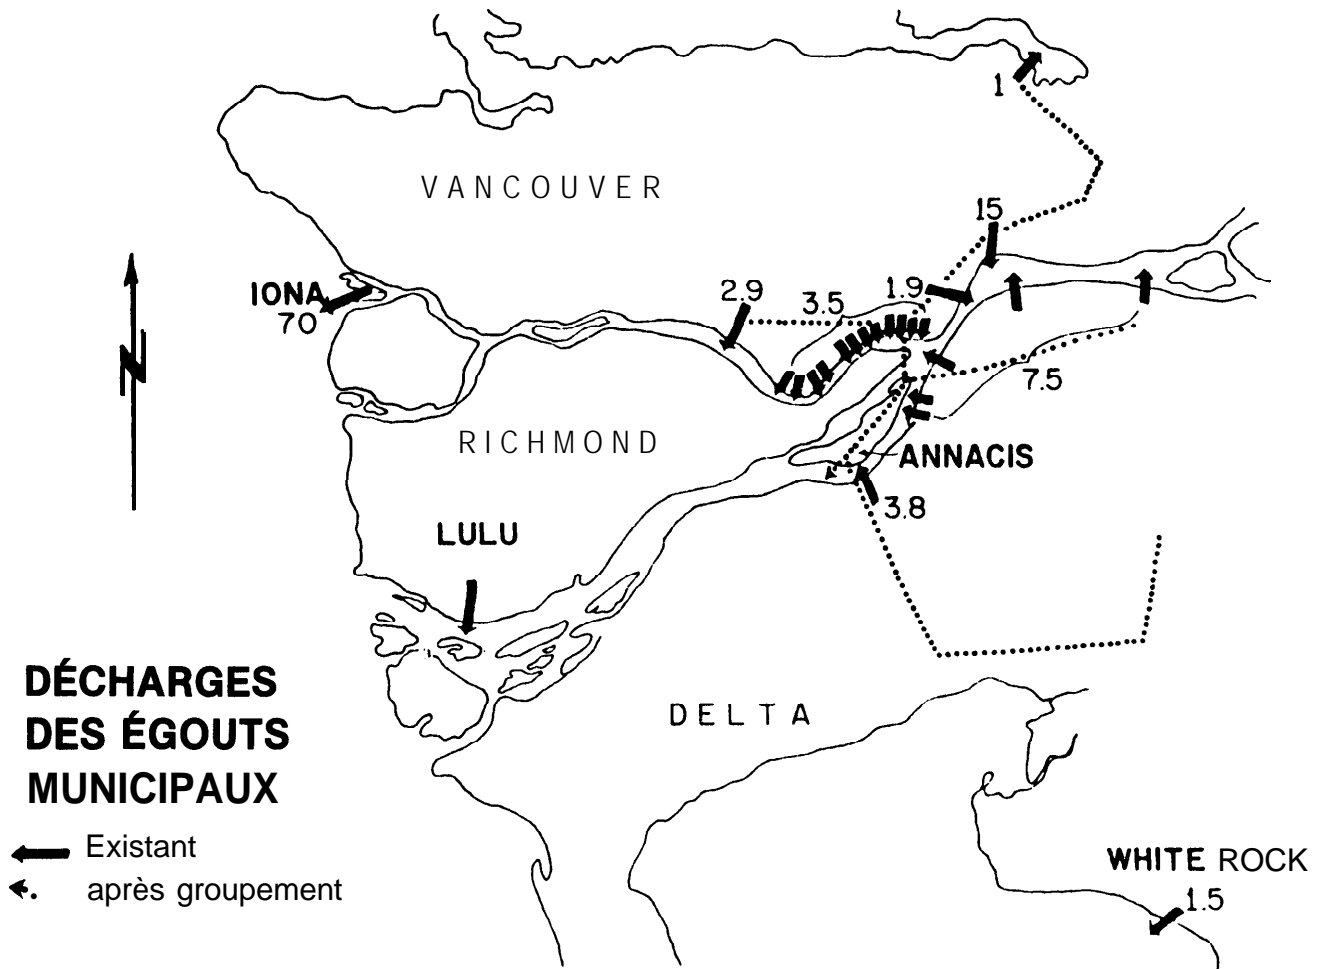 1
VANCOUVER
15
IONA
70
2.9
3.5
1.9
7.5
RICHMOND
ANNACIS
3.8
LULU
N
DÉCHARGES
DES ÉGOUTS
MUNICIPAUX
DELTA
Existant
après groupement
WHITE ROCK
1.5